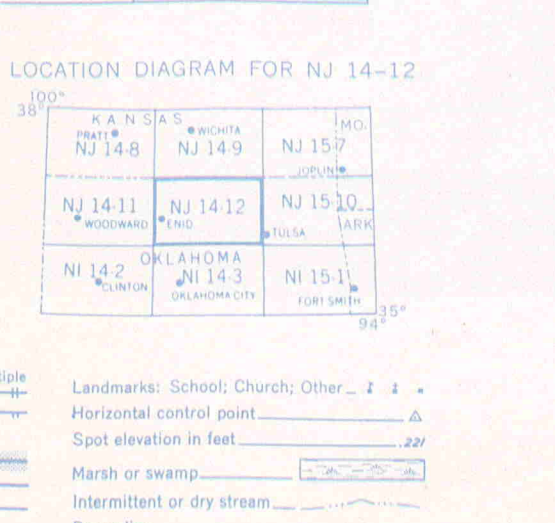 LOCATION DIAGRAM FOR NJ 14-12
100°
38°
KANSAS
MO.
PRATT
WICHITA
NJ 14-8
NJ 14-9
NJ 15-7
JOPLIN
NJ 14-11
NJ 14-12
NJ 15-10
WOODWARD
ENID
TULSA
ARK
OKLAHOMA
NI 14-2
NI 14-3
NI 15-1
CLINTON
OKLAHOMA CITY
FORT SMITH
35°
94°
tiple
Landmarks: School; Church; Other
Horizontal control point
Spot elevation in feet .221
Marsh or swamp
Intermittent or dry stream